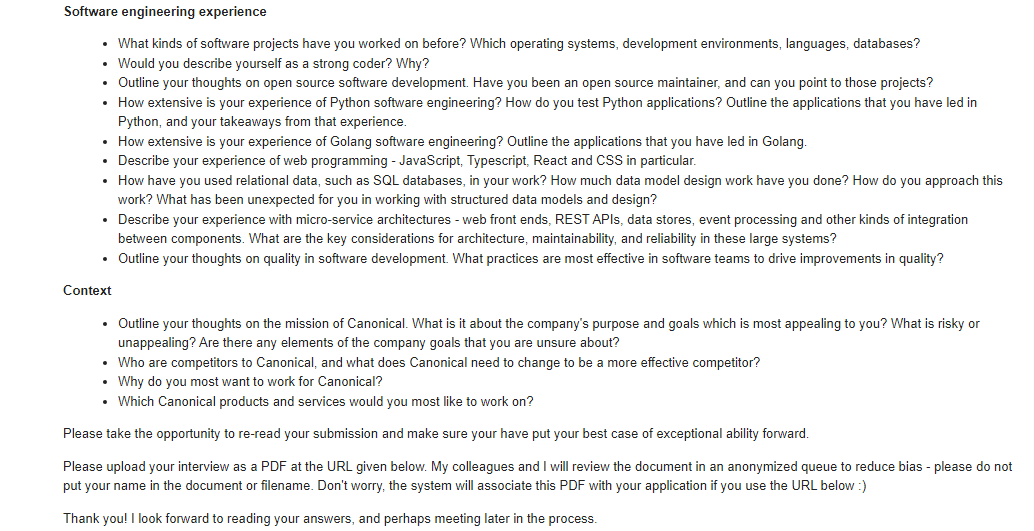 Software engineering experience
• What kinds of software projects have you worked on before? Which operating systems, development environments, languages, databases?
• Would you describe yourself as a strong coder? Why?
• Outline your thoughts on open source software development. Have you been an open source maintainer, and can you point to those projects?
• How extensive is your experience of Python software engineering? How do you test Python applications? Outline the applications that you have led in
Python, and your takeaways from that experience.
• How extensive is your experience of Golang software engineering? Outline the applications that you have led in Golang.
• Describe your experience of web programming - JavaScript, Typescript, React and CSS in particular.
• How have you used relational data, such as SQL databases, in your work? How much data model design work have you done? How do you approach this
work? What has been unexpected for you in working with structured data models and design?
• Describe your experience with micro-service architectures - web front ends, REST APIs, data stores, event processing and other kinds of integration
between components. What are the key considerations for architecture, maintainability, and reliability in these large systems?
• Outline your thoughts on quality in software development. What practices are most effective in software teams to drive improvements in quality?
Context
• Outline your thoughts on the mission of Canonical. What is it about the company's purpose and goals which is most appealing to you? What is risky or
unappealing? Are there any elements of the company goals that you are unsure about?
• Who are competitors to Canonical, and what does Canonical need to change to be a more effective competitor?
• Why do you most want to work for Canonical?
• Which Canonical products and services would you most like to work on?
Please take the opportunity to re-read your submission and make sure your have put your best case of exceptional ability forward.
Please upload your interview as a PDF at the URL given below. My colleagues and I will review the document in an anonymized queue to reduce bias - please do not
put your name in the document or filename. Don't worry, the system will associate this PDF with your application if you use the URL below :)
Thank you! I look forward to reading your answers, and perhaps meeting later in the process.